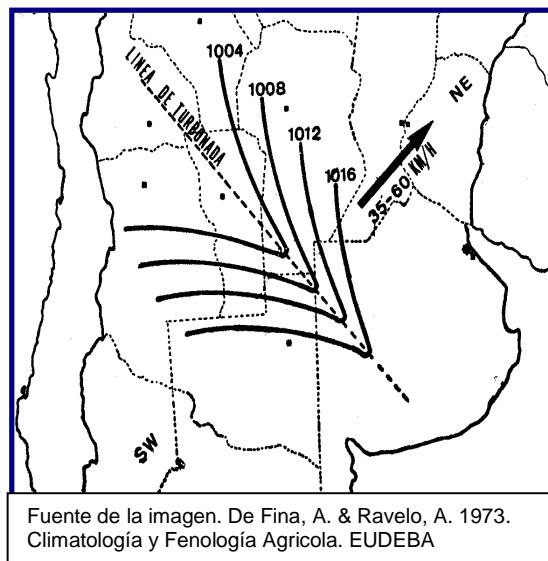 1004
1008
1012
1016
LINEA DE TURBONADA
NE
35-60 KM/H
SW
Fuente de la imagen. De Fina, A. & Ravelo, A. 1973.
Climatología y Fenología Agricola. EUDEBA